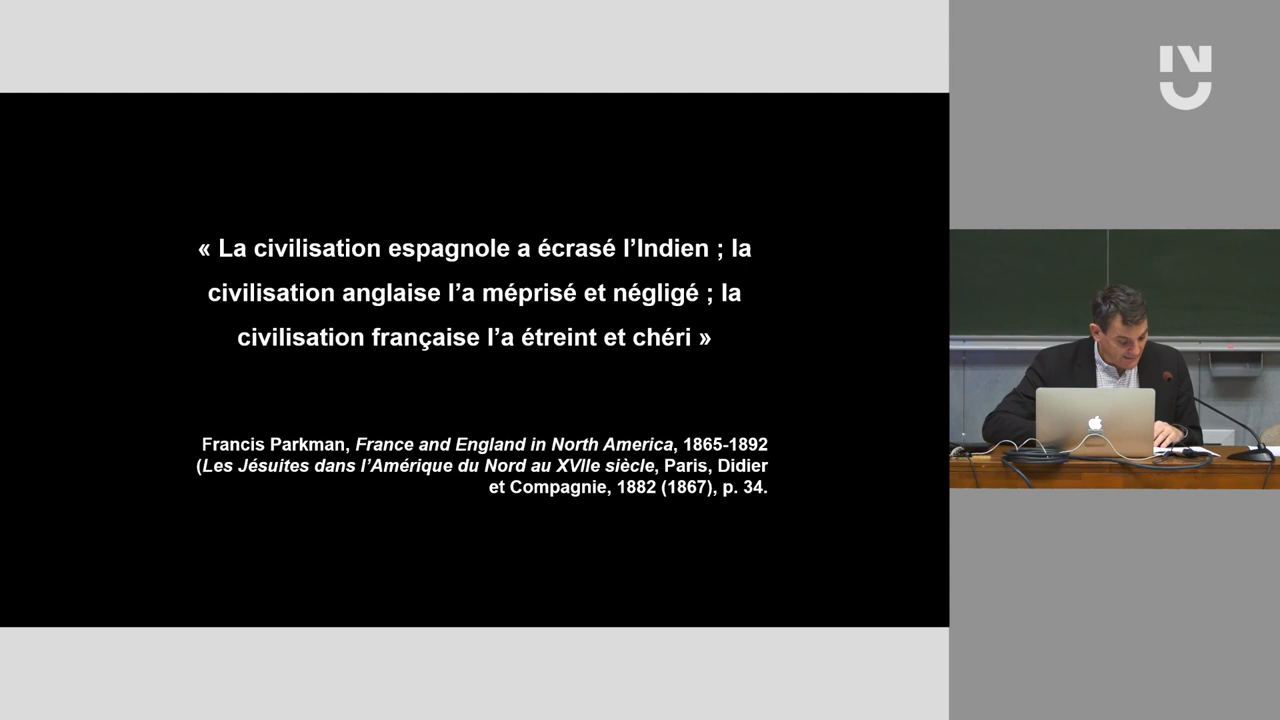 « La civilisation espagnole a écrasé l’Indien ; la
civilisation anglaise l’a méprisé et négligé ; la
civilisation française l’a étreint et chéri »
Francis Parkman, France and England in North America, 1865-1892
(Les Jésuites dans l’Amérique du Nord au XVIIe siècle, Paris, Didier
et Compagnie, 1882 (1867), p. 34.